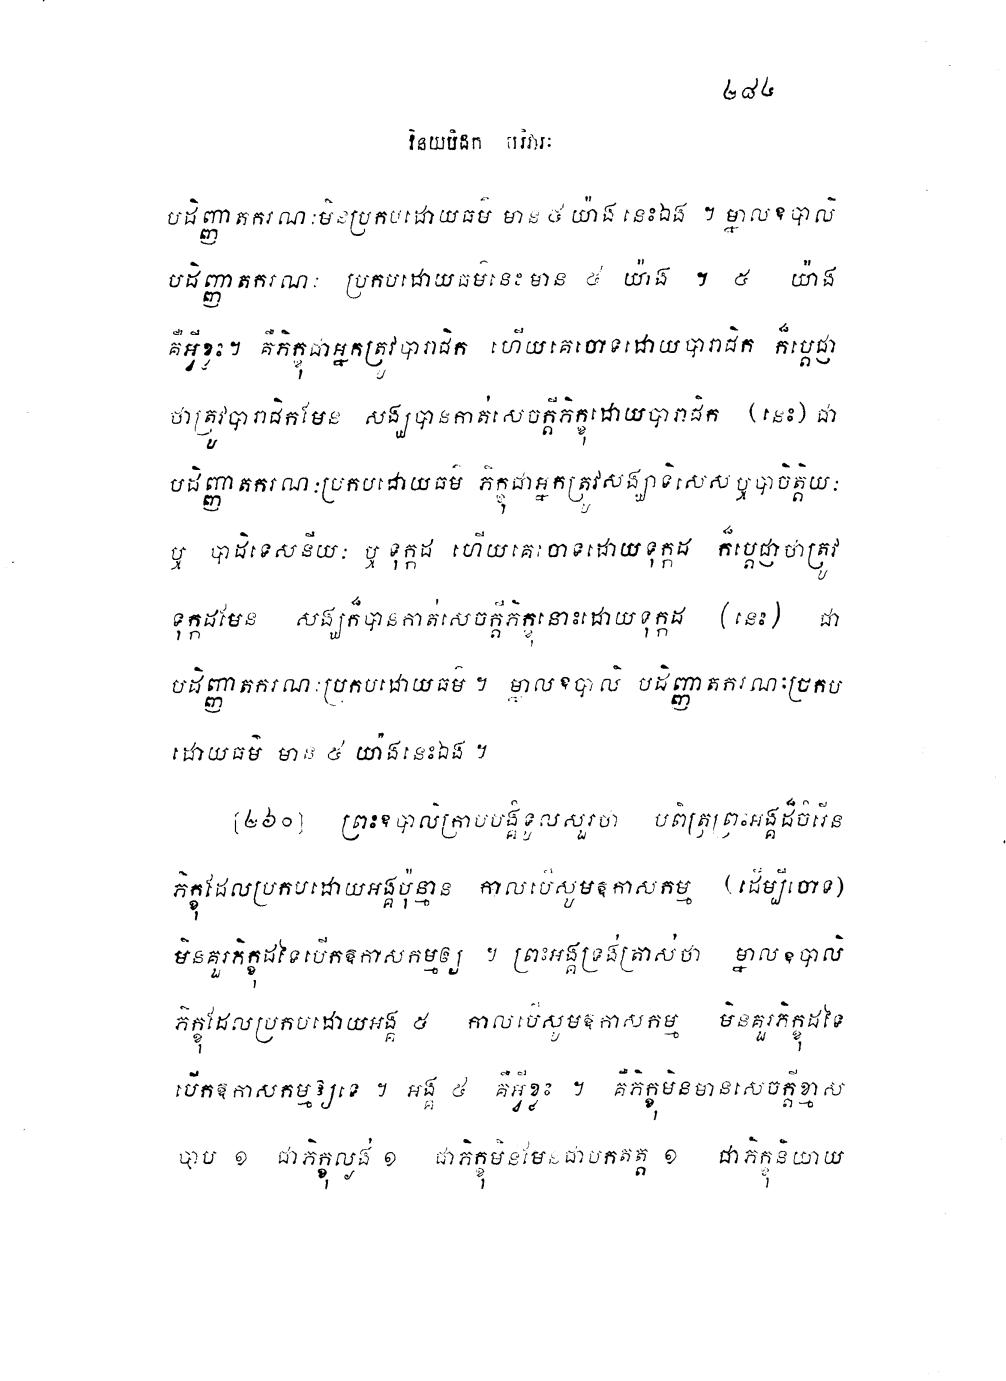 ២៨៤
វិនយបិដក បរិវារៈ
បដិញ្ញាតករណៈមិនប្រកបដោយធម៌ មាន ៥ យ៉ាង នេះឯង ។ ម្នាលឧបាលិ
បដិញ្ញាតករណៈ ប្រកបដោយធម៌នេះមាន ៥ យ៉ាង ។ ៥ យ៉ាង
គឺអ្វីខ្លះ។ គឺភិក្ខុជាអ្នកត្រូវបារាជិក ហើយគេចោទដោយបារាជិក ក៏ប្តេជ្ញា
ថាត្រូវបារាជិកមែន សង្ឃបានកាត់សេចក្តីភិក្ខុដោយបារាជិក (នេះ) ជា
បដិញ្ញាតករណៈប្រកបដោយធម៌ ភិក្ខុជាអ្នកត្រូវសង្ឃាទិសេស ឬបាចិត្តិយៈ
ឬ បាដិទេសនីយៈ ឬ ទុក្កដ ហើយគេចោទដោយទុក្កដ ក៏ប្តេជ្ញាថាត្រូវ
ទុក្កដមែន សង្ឃក៏បានកាត់សេចក្តីភិក្ខុនោះដោយទុក្កដ (នេះ) ជា
បដិញ្ញាតករណៈប្រកបដោយធម៌ ។ ម្នាលឧបាលិ បដិញ្ញាតករណៈប្រកប
ដោយធម៌ មាន ៥ យ៉ាងនេះឯង ។
[២៦០] ព្រះឧបាលិក្រាបបង្គំទូលសួរថា បពិត្រព្រះអង្គដ៏ចំរើន
ភិក្ខុដែលប្រកបដោយអង្គប៉ុន្មាន កាលបើសូមឱកាសកម្ម (ដើម្បីចោទ)
មិនគួរភិក្ខុដទៃបើកឱកាសកម្មឲ្យ ។ ព្រះអង្គទ្រង់ត្រាស់ថា ម្នាលឧបាលិ
ភិក្ខុដែលប្រកបដោយអង្គ ៥ កាលបើសូមឱកាសកម្ម មិនគួរភិក្ខុដទៃ
បើកឱកាសកម្មឱ្យទេ ។ អង្គ ៥ គឺអ្វីខ្លះ ។ គឺភិក្ខុមិនមានសេចក្តីខ្មាស
បាប ១ ជាភិក្ខុល្ងង់ ១ ជាភិក្ខុមិនមែនជាបកតត្ត ១ ជាភិក្ខុនិយាយ